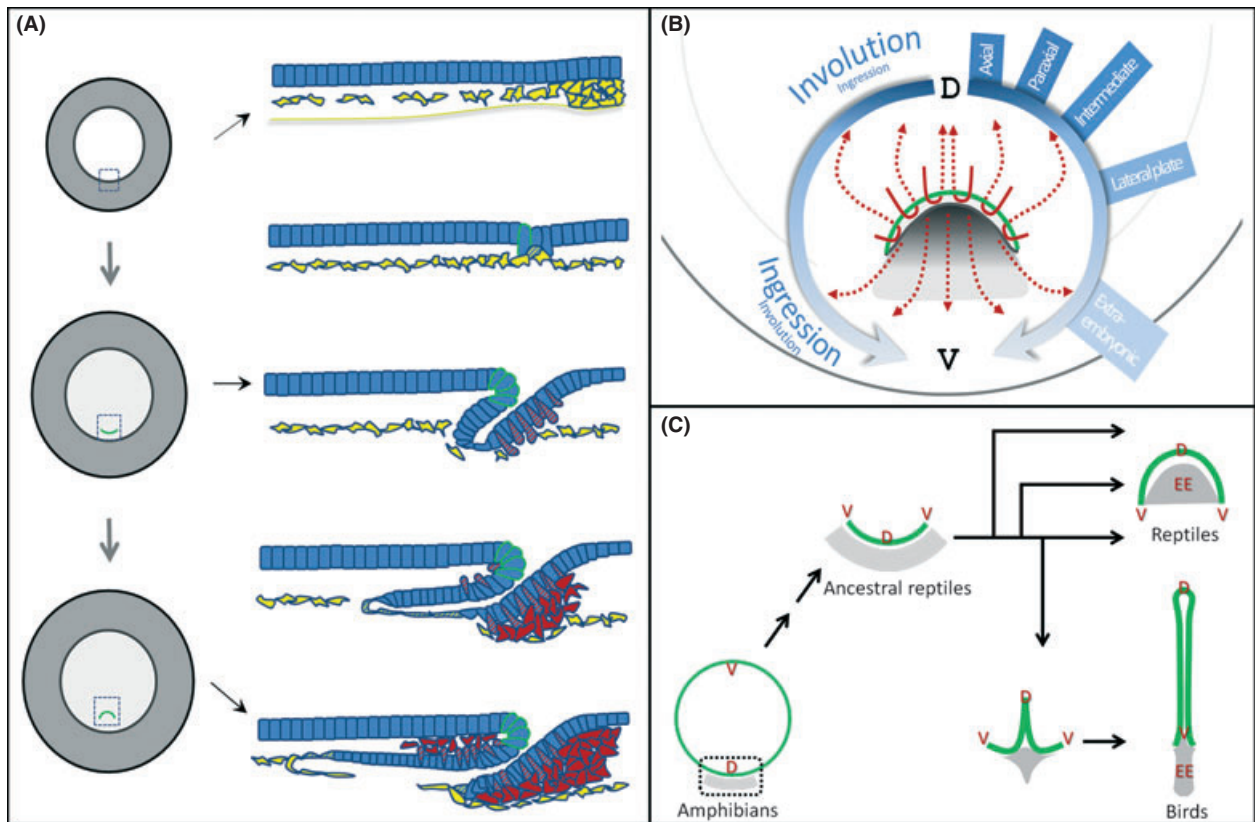 (A)
(B)
Involution
Ingression
D
Axial
Paraxial
Intermediate
Lateral plate
Extra-
embryonic
Ingression
Involution
V
(C)
V
D
V
Ancestral reptiles
D
EE
V
V
Reptiles
V
D
Amphibians
D
V
V
D
V
EE
Birds